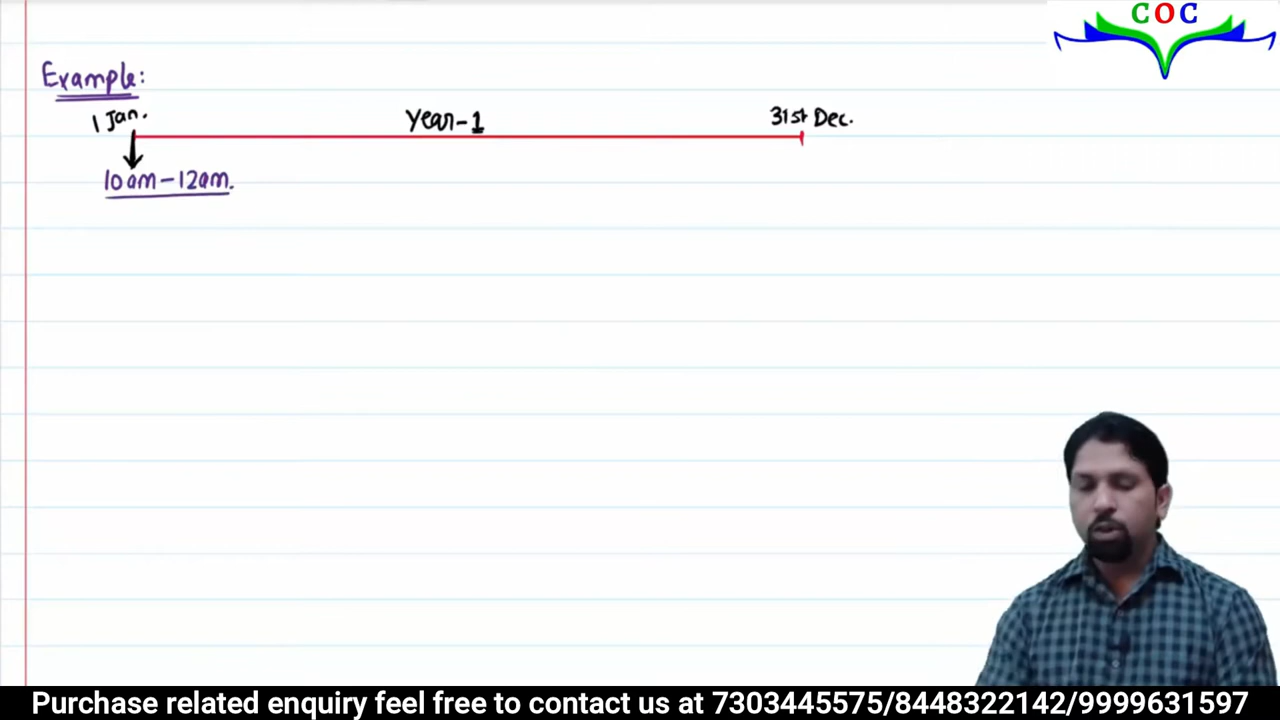 COC
Example:
1 Jan. Year-1 31st Dec.
10am-12am.
Purchase related enquiry feel free to contact us at 7303445575/8448322142/9999631597